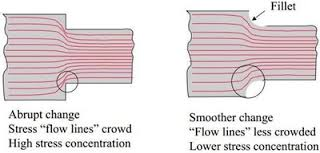 Fillet
Abrupt change
Stress “flow lines” crowd
High stress concentration
Smoother change
“Flow lines” less crowded
Lower stress concentration